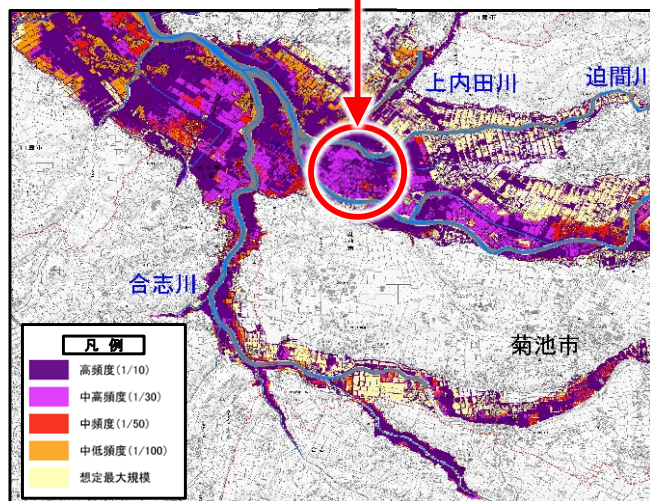 上内田川
迫間川
合志川
菊池市
凡例
高頻度(1/10)
中高頻度(1/30)
中頻度(1/50)
中低頻度(1/100)
想定最大規模